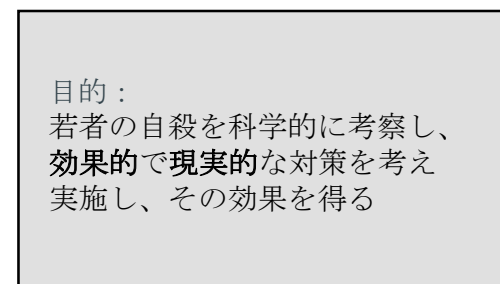 目的：
若者の自殺を科学的に考察し、
効果的で現実的な対策を考え
実施し、その効果を得る